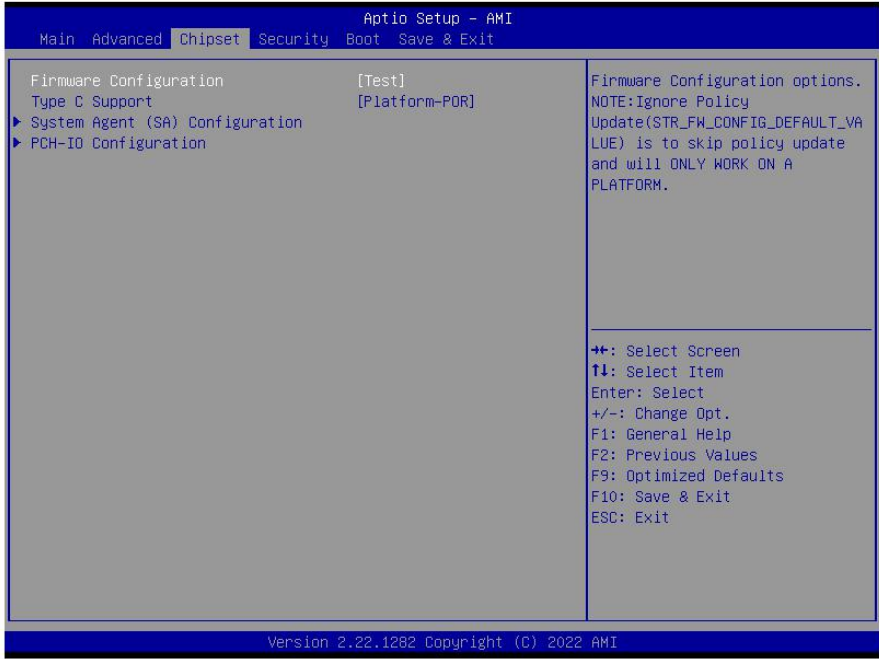 Aptio Setup – AMI
Main Advanced Chipset Security Boot Save & Exit
Firmware Configuration [Test]
Type C Support [Platform-POR]
▶ System Agent (SA) Configuration
▶ PCH-IO Configuration
Firmware Configuration options.
NOTE:Ignore Policy
Update(STR_FW_CONFIG_DEFAULT_VA
LUE) is to skip policy update
and will ONLY WORK ON A
PLATFORM.
→←: Select Screen
↑↓: Select Item
Enter: Select
+/-: Change Opt.
F1: General Help
F2: Previous Values
F9: Optimized Defaults
F10: Save & Exit
ESC: Exit
Version 2.22.1282 Copyright (C) 2022 AMI